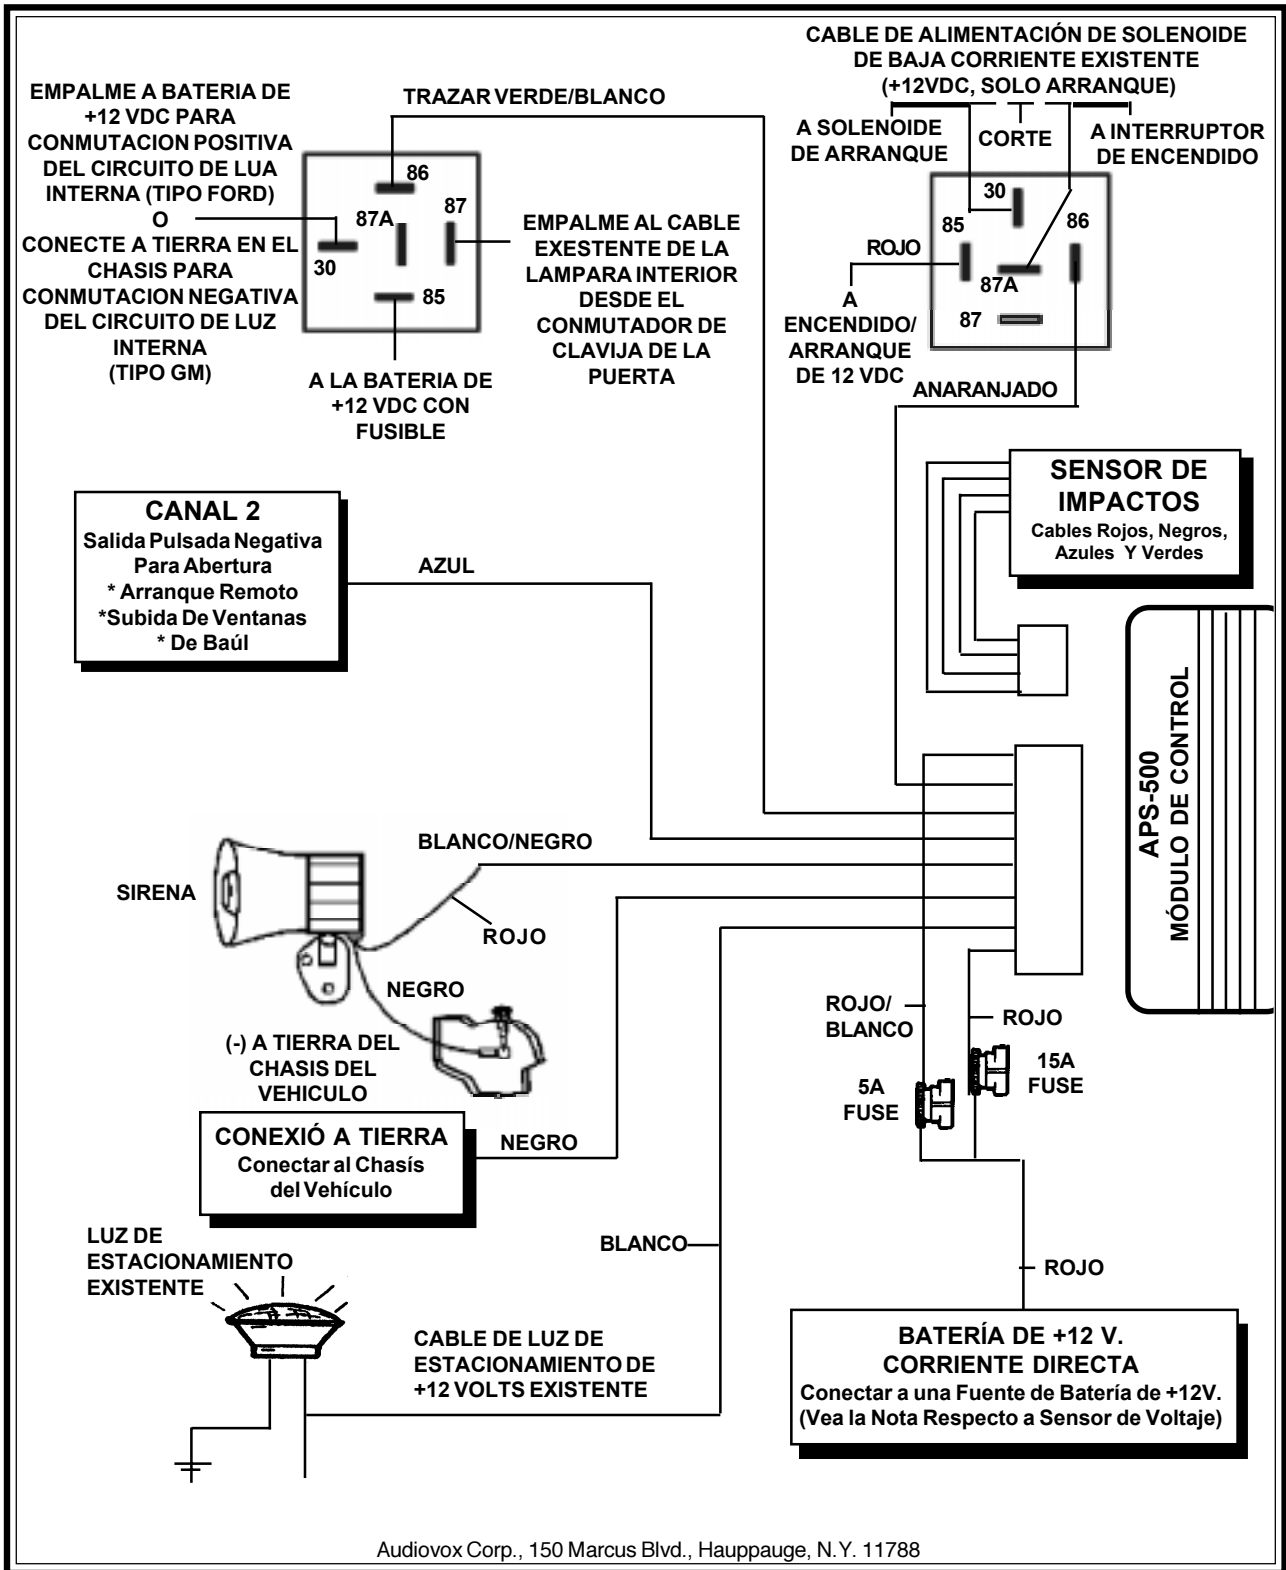 CABLE DE ALIMENTACIÓN DE SOLENOIDE
DE BAJA CORRIENTE EXISTENTE
(+12VDC, SOLO ARRANQUE)
EMPALME A BATERIA DE
+12 VDC PARA
CONMUTACION POSITIVA
DEL CIRCUITO DE LUA
INTERNA (TIPO FORD)
O
CONECTE A TIERRA EN EL
CHASIS PARA
CONMUTACION NEGATIVA
DEL CIRCUITO DE LUZ
INTERNA
(TIPO GM)
TRAZAR VERDE/BLANCO
86
87A
87
30
85
EMPALME AL CABLE
EXESTENTE DE LA
LAMPARA INTERIOR
DESDE EL
CONMUTADOR DE
CLAVIJA DE LA
PUERTA
A LA BATERIA DE
+12 VDC CON
FUSIBLE
A SOLENOIDE
DE ARRANQUE
CORTE
A INTERRUPTOR
DE ENCENDIDO
30
85
86
87A
87
ROJO
A
ENCENDIDO/
ARRANQUE
DE 12 VDC
ANARANJADO
SENSOR DE
IMPACTOS
Cables Rojos, Negros,
Azules Y Verdes
CANAL 2
Salida Pulsada Negativa
Para Abertura
* Arranque Remoto
*Subida De Ventanas
* De Baúl
AZUL
APS-500
MÓDULO DE CONTROL
SIRENA
BLANCO/NEGRO
ROJO
NEGRO
(-) A TIERRA DEL
CHASIS DEL
VEHICULO
ROJO/
BLANCO
ROJO
5A
FUSE
15A
FUSE
CONEXIÓ A TIERRA
Conectar al Chasís
del Vehículo
NEGRO
LUZ DE
ESTACIONAMIENTO
EXISTENTE
BLANCO
ROJO
CABLE DE LUZ DE
ESTACIONAMIENTO DE
+12 VOLTS EXISTENTE
BATERÍA DE +12 V.
CORRIENTE DIRECTA
Conectar a una Fuente de Batería de +12V.
(Vea la Nota Respecto a Sensor de Voltaje)
Audiovox Corp., 150 Marcus Blvd., Hauppauge, N.Y. 11788